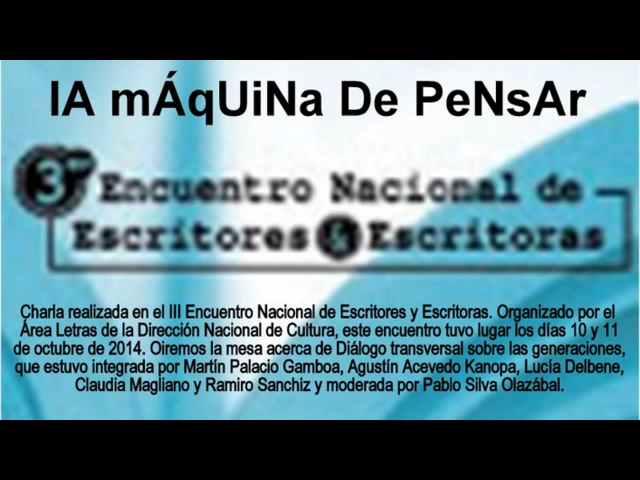 lA mÁqUiNa De PeNsAr
3er Encuentro Nacional de
Escritores & Escritoras
Charla realizada en el III Encuentro Nacional de Escritores y Escritoras. Organizado por el
Área Letras de la Dirección Nacional de Cultura, este encuentro tuvo lugar los días 10 y 11
de octubre de 2014. Oiremos la mesa acerca de Diálogo transversal sobre las generaciones,
que estuvo integrada por Martín Palacio Gamboa, Agustín Acevedo Kanopa, Lucía Delbene,
Claudia Magliano y Ramiro Sanchiz y moderada por Pablo Silva Olazábal.